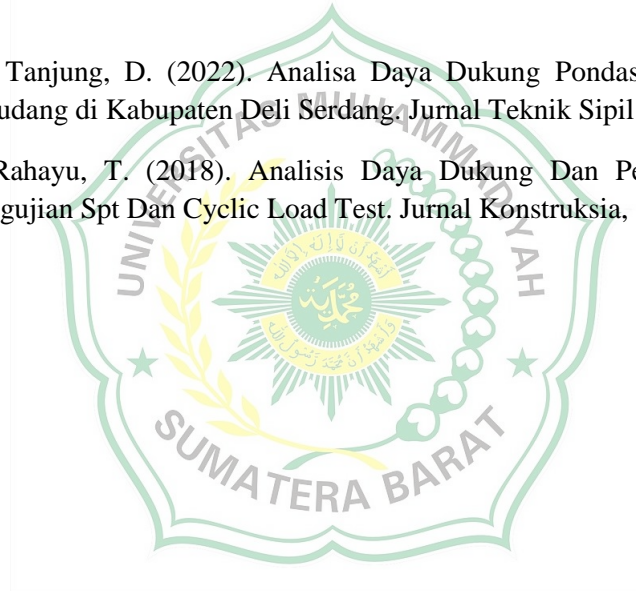 Tanjung, D. (2022). Analisa Daya Dukung Pondas
udang di Kabupaten Deli Serdang. Jurnal Teknik Sipil
Rahayu, T. (2018). Analisis Daya Dukung Dan Pe
gujian Spt Dan Cyclic Load Test. Jurnal Konstruksia,
UNIVERSITAS MUHAMMADIYAH
SUMATERA BARAT